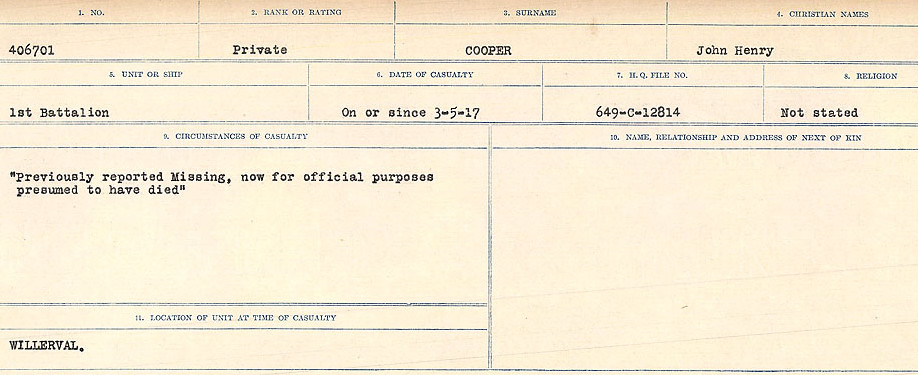 1. NO. 2. RANK OR RATING 3. SURNAME 4. CHRISTIAN NAMES
406701 Private COOPER John Henry
5. UNIT OR SHIP 6. DATE OF CASUALTY 7. H. Q. FILE NO. 8. RELIGION
1st Battalion On or since 3-5-17 649-C-12814 Not stated
9. CIRCUMSTANCES OF CASUALTY 10. NAME, RELATIONSHIP AND ADDRESS OF NEXT OF KIN
"Previously reported Missing, now for official purposes
presumed to have died"
11. LOCATION OF UNIT AT TIME OF CASUALTY
WILLERVAL.